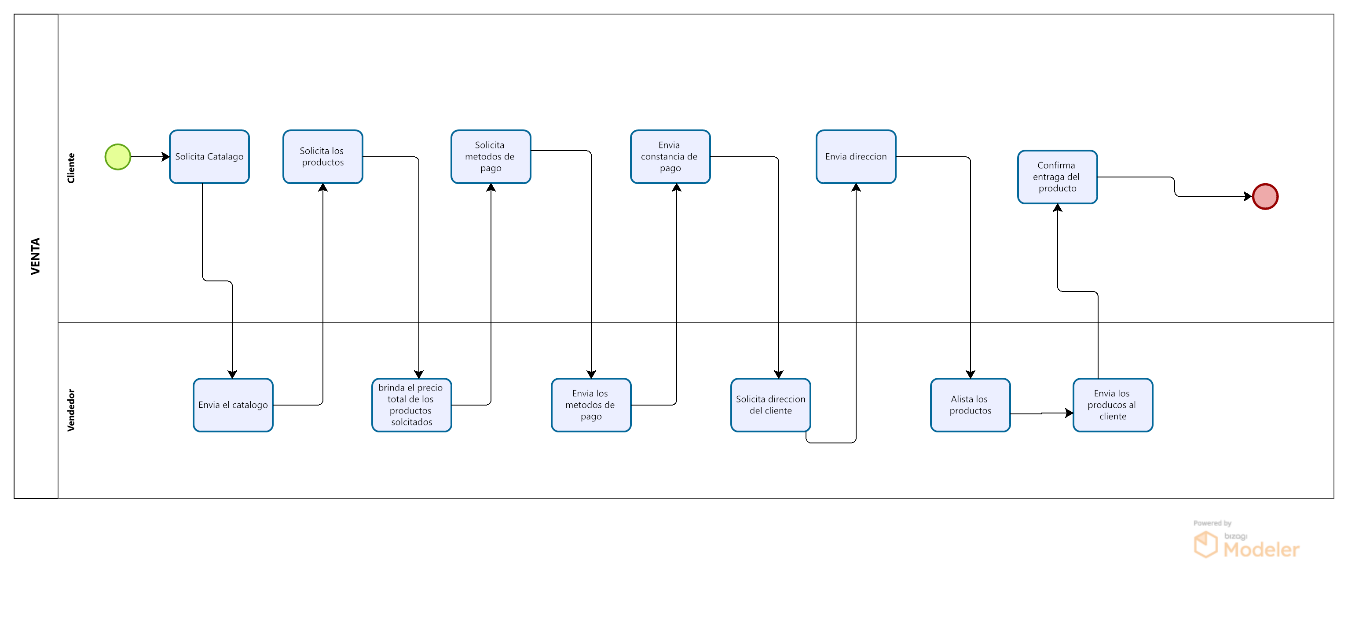 VENTA
Cliente
Solicita Catalago
Solicita los
productos
Solicita
metodos de
pago
Envia
constancia de
pago
Envia direccion
Confirma
entraga del
producto
Vendedor
Envia el catalogo
brinda el precio
total de los
productos
solcitados
Envia los
metodos de
pago
Solicita direccion
del cliente
Alista los
productos
Envia los
producos al
cliente
Powered by
bizagi
Modeler